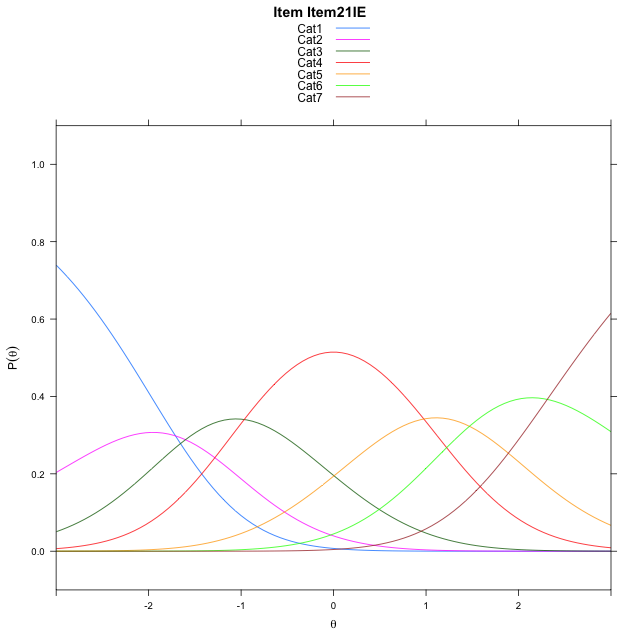 Item Item21IE
Cat1
Cat2
Cat3
Cat4
Cat5
Cat6
Cat7
1.0
0.8
0.6
0.4
0.2
0.0
P(θ)
-2 -1 0 1 2
θ